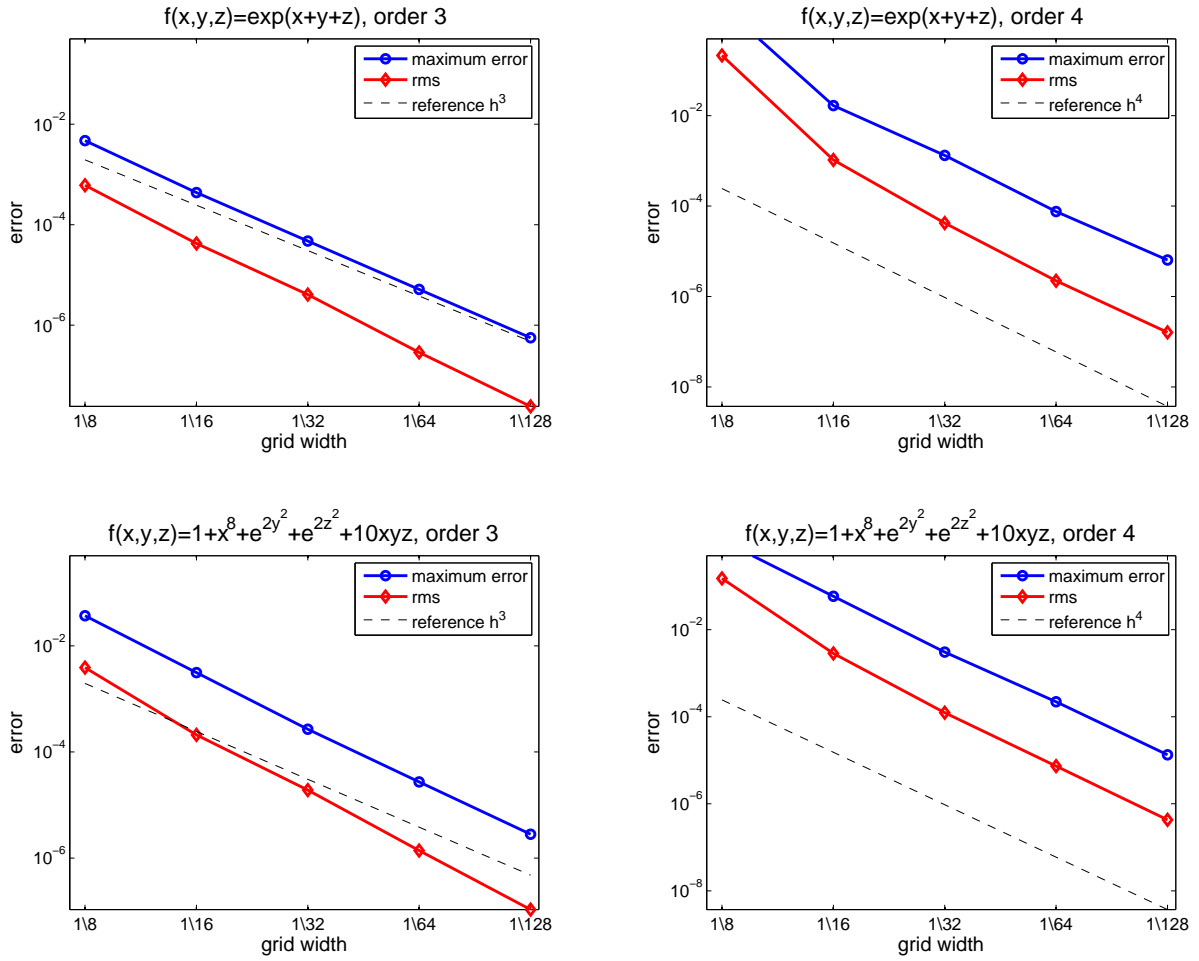 f(x,y,z)=exp(x+y+z), order 3
maximum error
rms
reference h^3
10^−2
10^−4
10^−6
error
1\8
1\16
1\32
1\64
1\128
grid width
f(x,y,z)=exp(x+y+z), order 4
maximum error
rms
reference h^4
10^−2
10^−4
10^−6
10^−8
error
1\8
1\16
1\32
1\64
1\128
grid width
f(x,y,z)=1+x^8+e^{2y^2}+e^{2z^2}+10xyz, order 3
maximum error
rms
reference h^3
10^−2
10^−4
10^−6
error
1\8
1\16
1\32
1\64
1\128
grid width
f(x,y,z)=1+x^8+e^{2y^2}+e^{2z^2}+10xyz, order 4
maximum error
rms
reference h^4
10^−2
10^−4
10^−6
10^−8
error
1\8
1\16
1\32
1\64
1\128
grid width